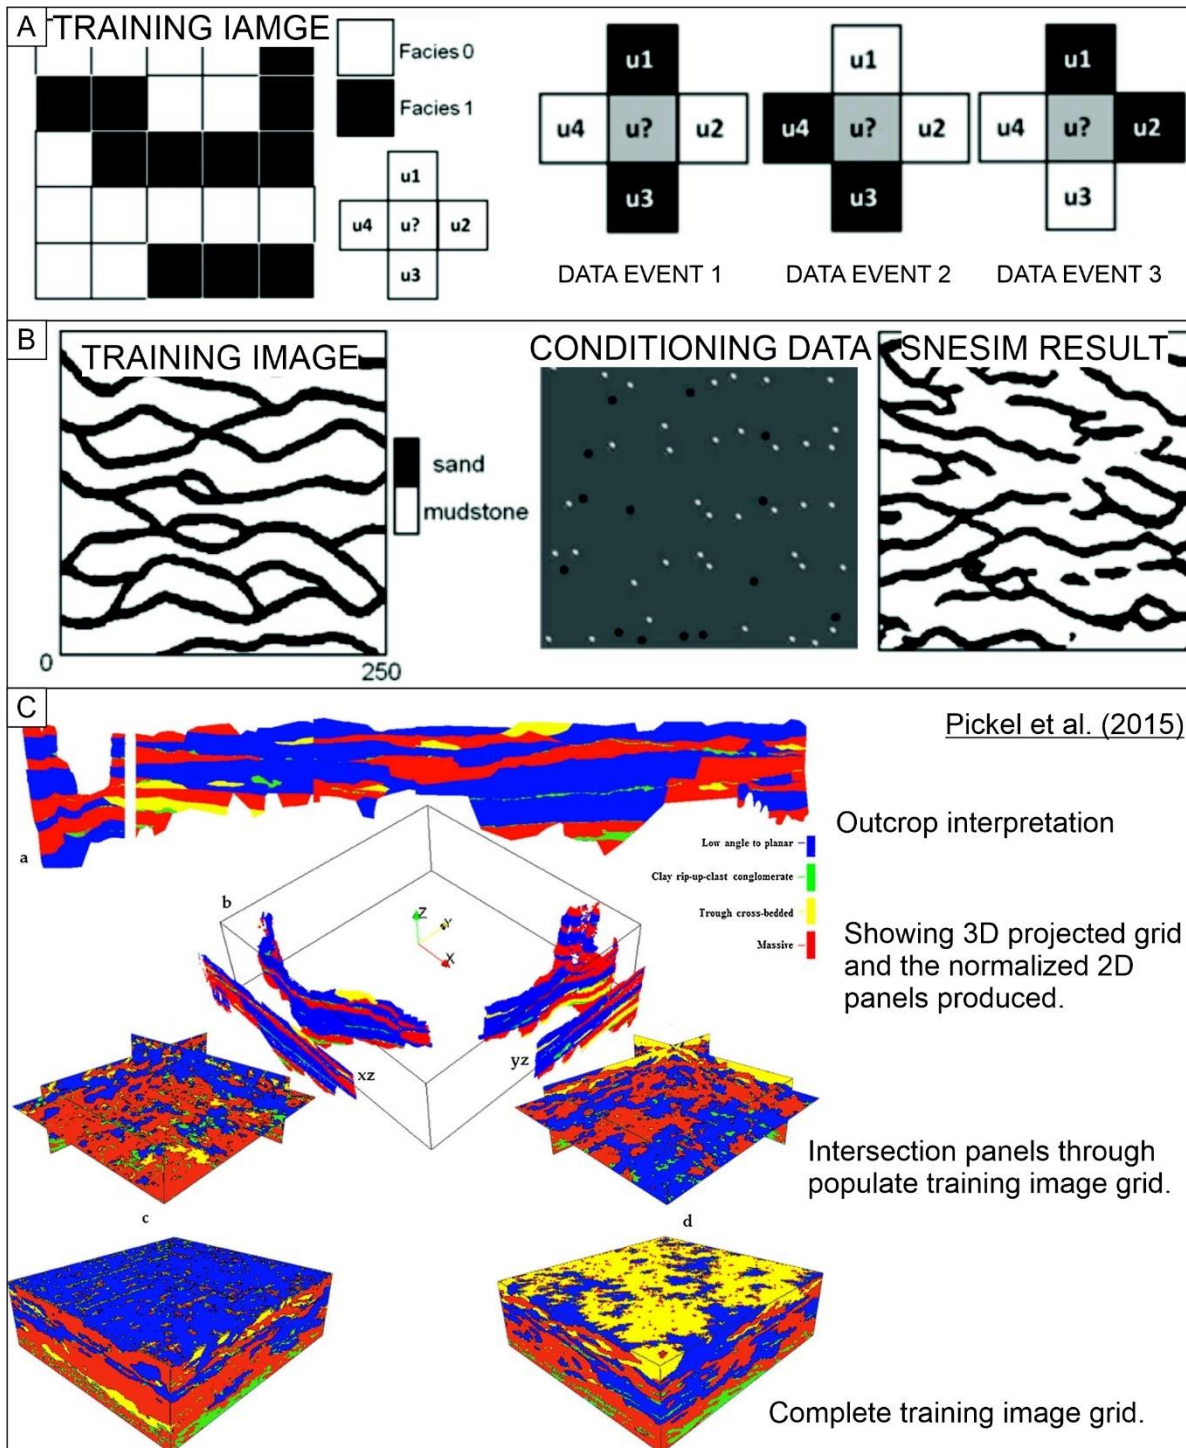 A
TRAINING IAMGE
Facies 0
Facies 1
u1
u4 u? u2
u3
u1
u4 u? u2
u3
DATA EVENT 1
u1
u4 u? u2
u3
DATA EVENT 2
u1
u4 u? u2
u3
DATA EVENT 3
B
TRAINING IMAGE
sand
mudstone
0
250
CONDITIONING DATA
SNESIM RESULT
C
Pickel et al. (2015)
a
Outcrop interpretation
Low angle to planar
Clay rip-up-clast conglomerate
Trough cross-bedded
Massive
b
Z
Y
X
xz
yz
Showing 3D projected grid
and the normalized 2D
panels produced.
Intersection panels through
populate training image grid.
c
d
Complete training image grid.